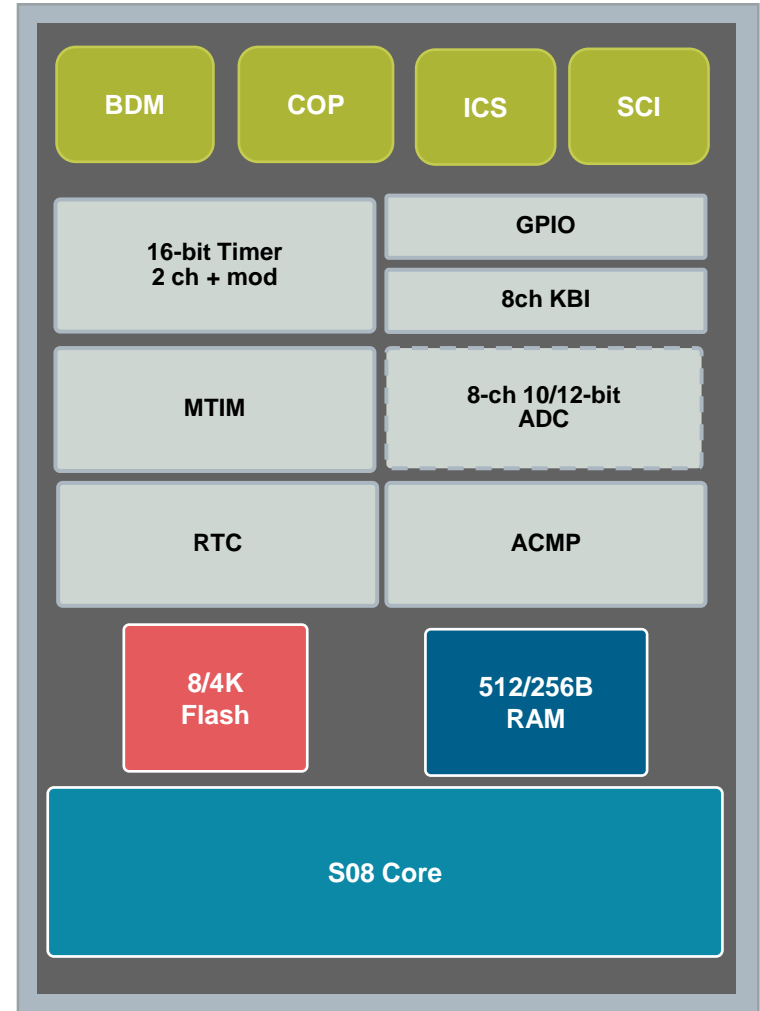 BDM
COP
ICS
SCI
16-bit Timer
2 ch + mod
GPIO
8ch KBI
MTIM
8-ch 10/12-bit
ADC
RTC
ACMP
8/4K
Flash
512/256B
RAM
S08 Core